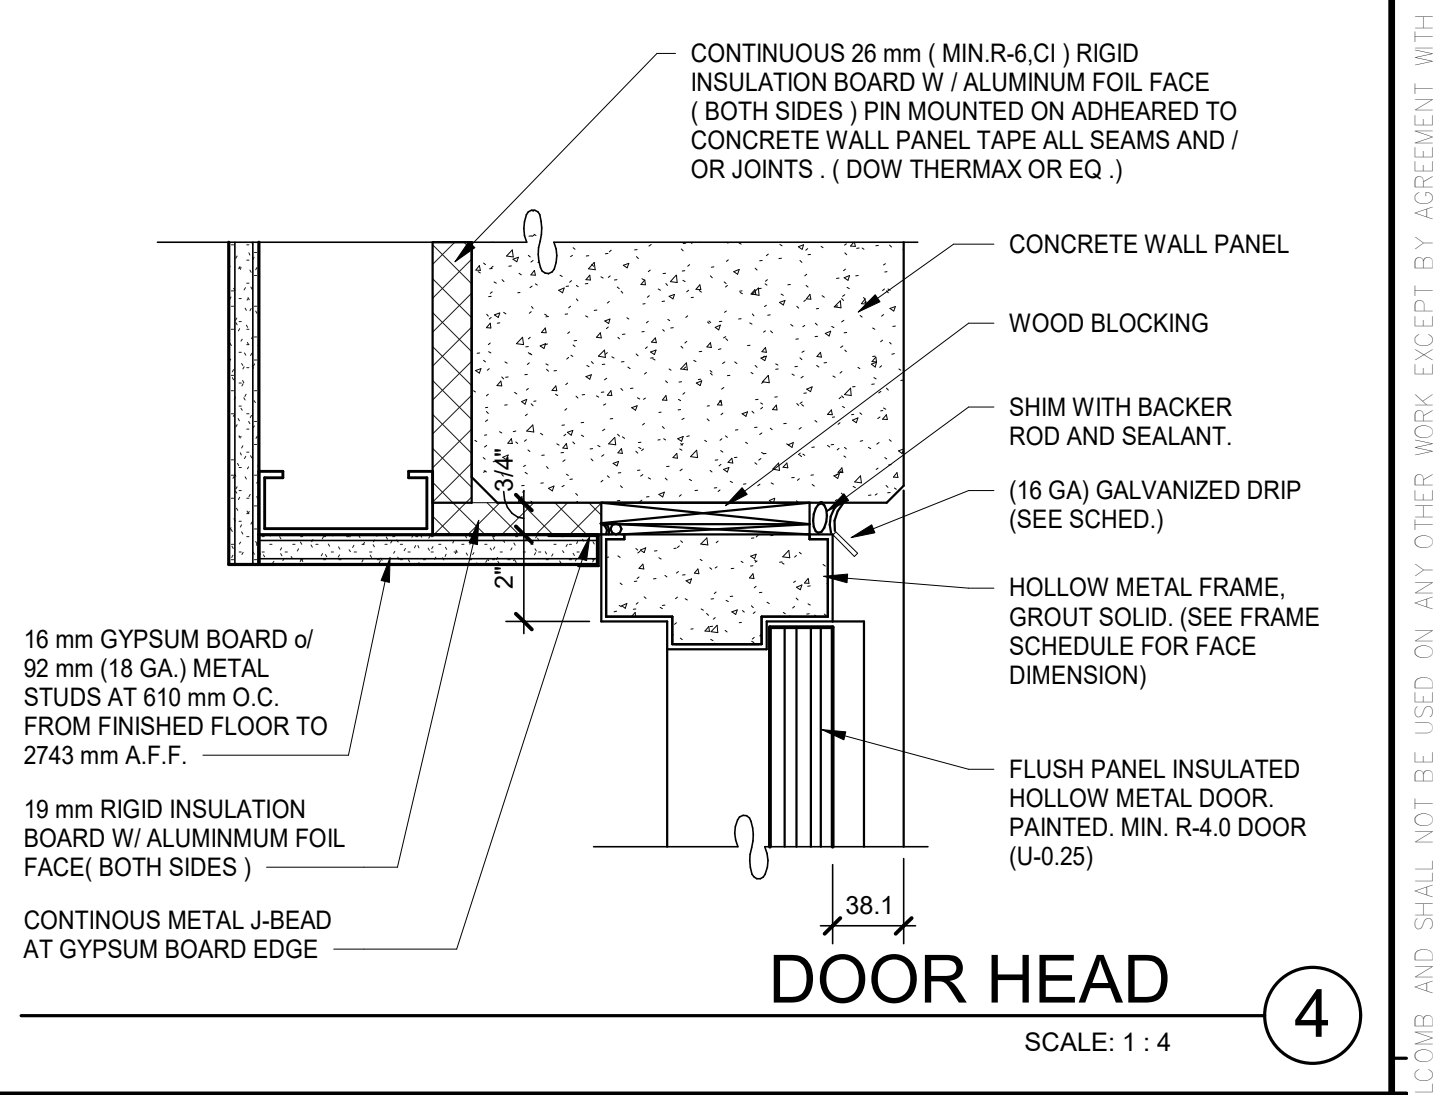 CONTINUOUS 26 mm ( MIN.R-6,CI ) RIGID
INSULATION BOARD W / ALUMINUM FOIL FACE
( BOTH SIDES ) PIN MOUNTED ON ADHEARED TO
CONCRETE WALL PANEL TAPE ALL SEAMS AND /
OR JOINTS . ( DOW THERMAX OR EQ .)
CONCRETE WALL PANEL
WOOD BLOCKING
SHIM WITH BACKER
ROD AND SEALANT.
(16 GA) GALVANIZED DRIP
(SEE SCHED.)
HOLLOW METAL FRAME,
GROUT SOLID. (SEE FRAME
SCHEDULE FOR FACE
DIMENSION)
FLUSH PANEL INSULATED
HOLLOW METAL DOOR.
PAINTED. MIN. R-4.0 DOOR
(U-0.25)
3/4"
2"
16 mm GYPSUM BOARD o/
92 mm (18 GA.) METAL
STUDS AT 610 mm O.C.
FROM FINISHED FLOOR TO
2743 mm A.F.F.
19 mm RIGID INSULATION
BOARD W/ ALUMINMUM FOIL
FACE( BOTH SIDES )
CONTINOUS METAL J-BEAD
AT GYPSUM BOARD EDGE
38.1
DOOR HEAD
4
SCALE: 1 : 4
LCOMB AND SHALL NOT BE USED ON ANY OTHER WORK EXCEPT BY AGREEMENT WITH